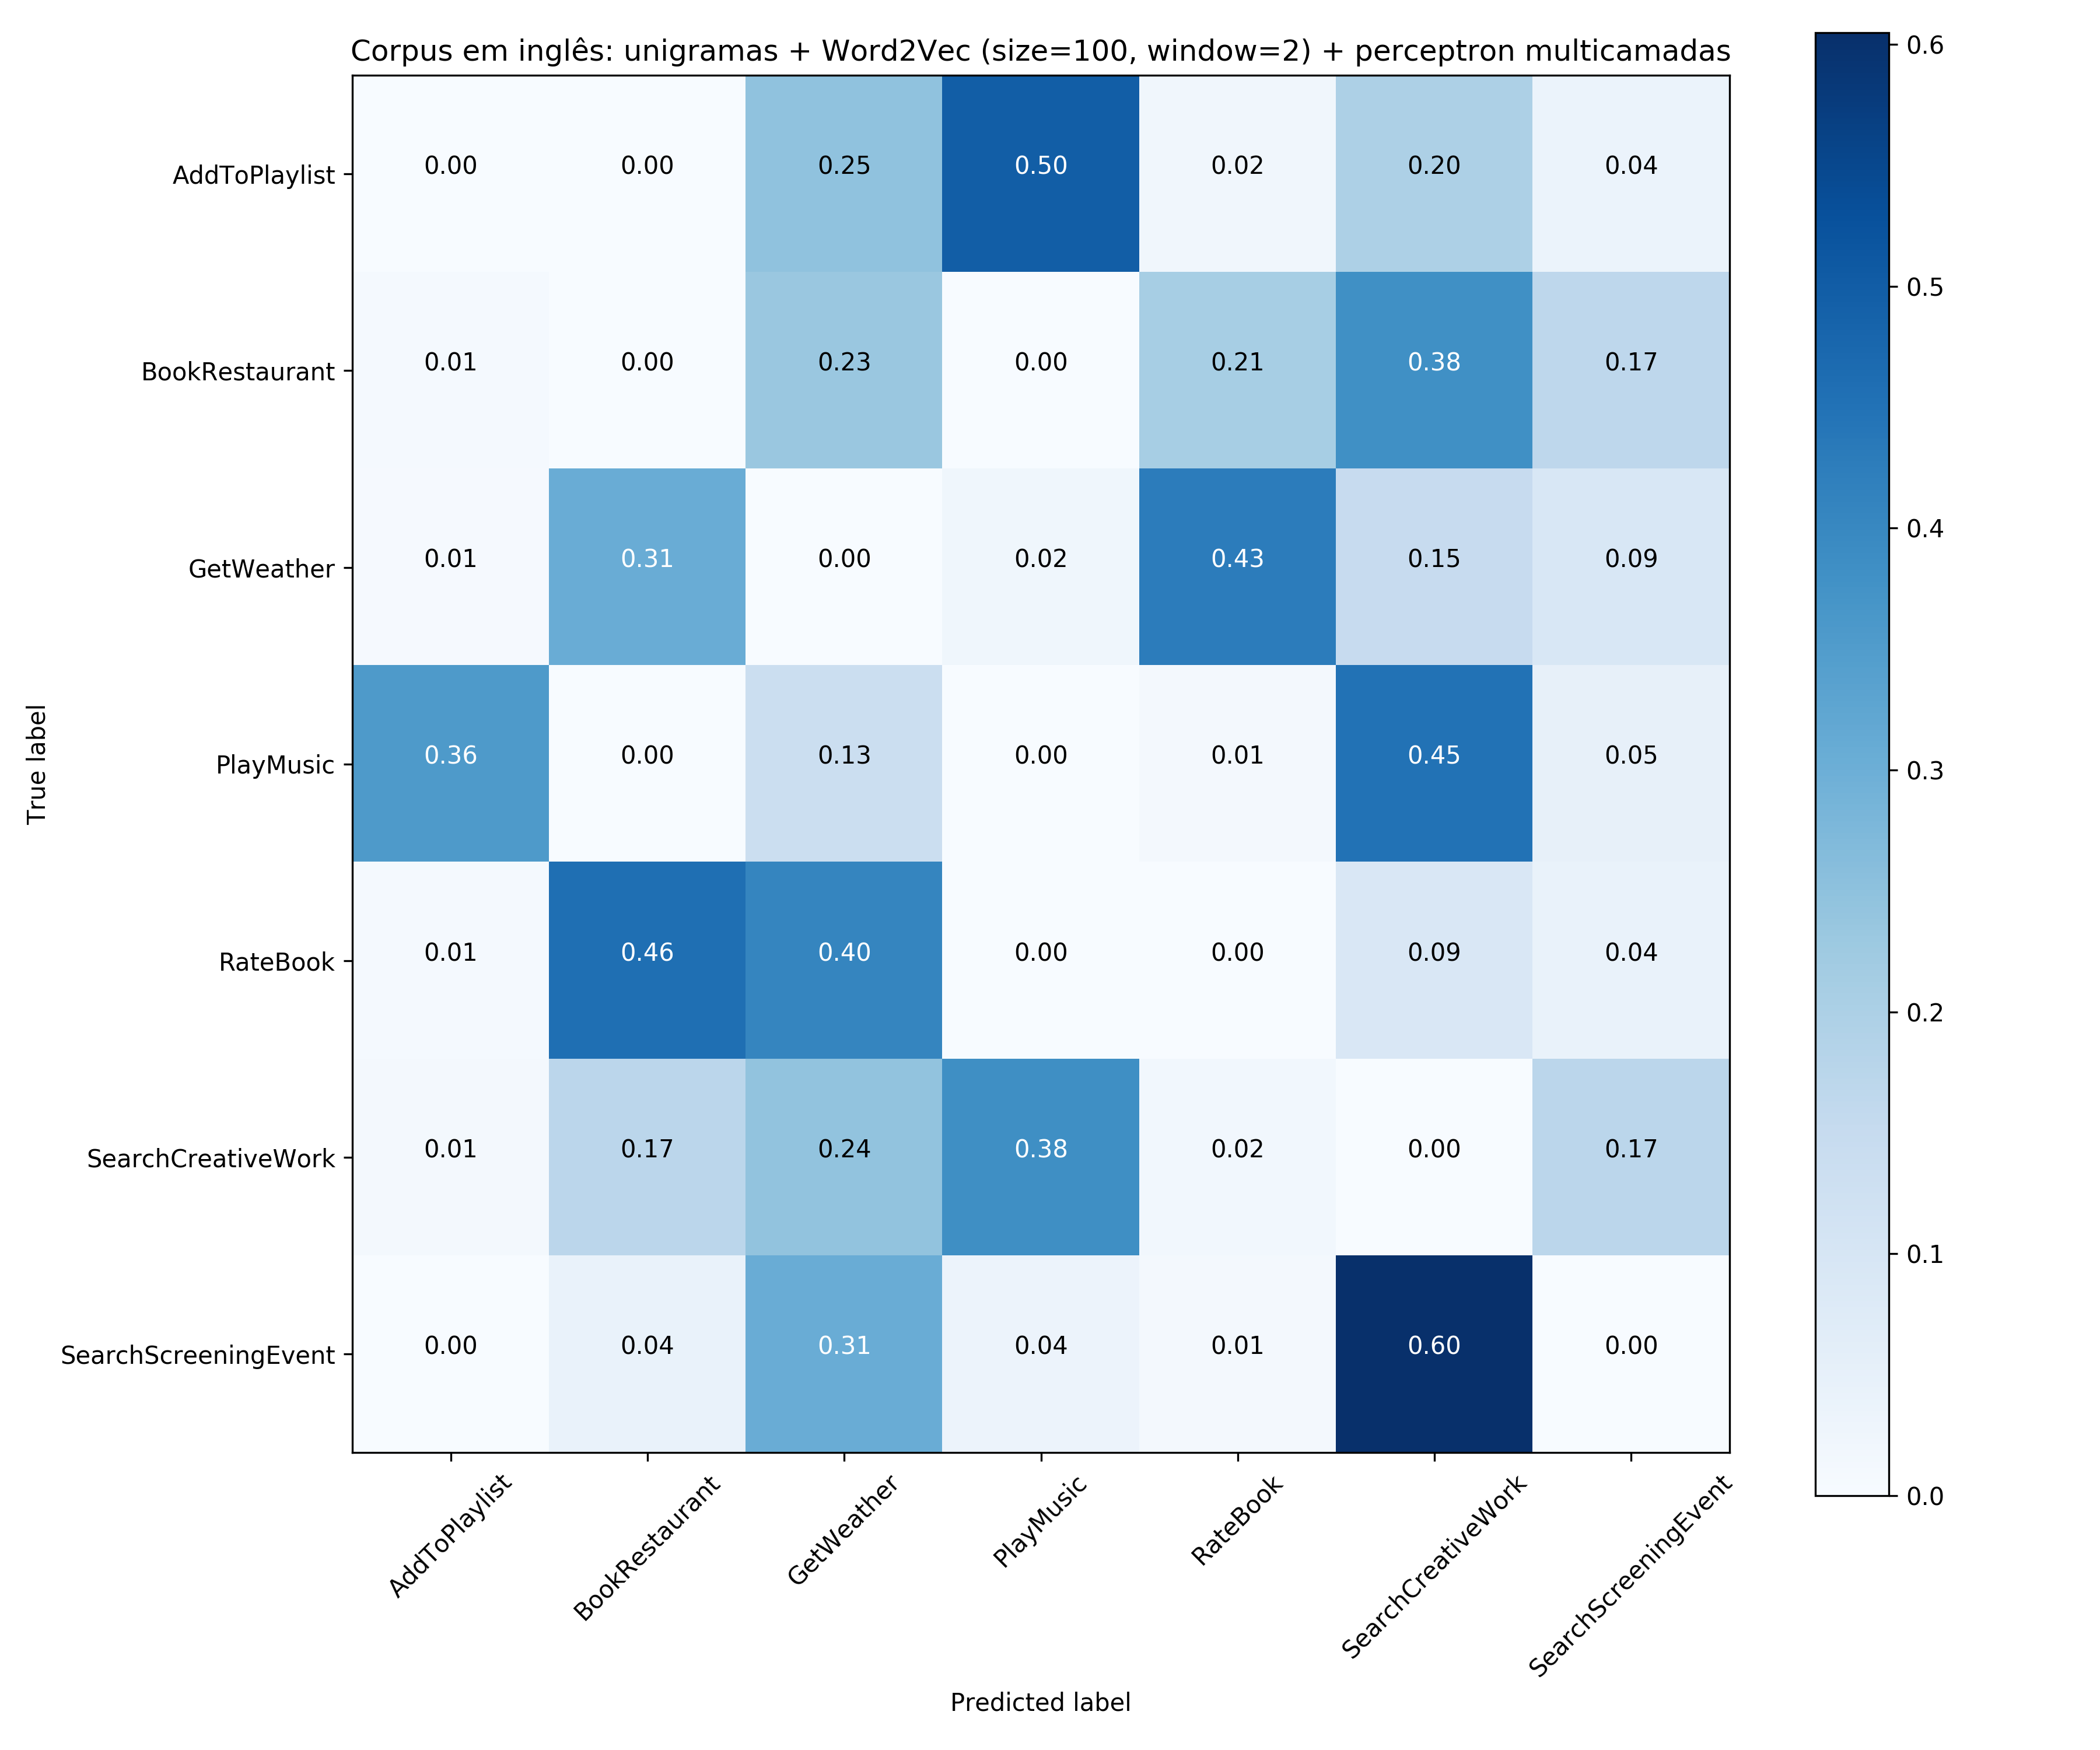 Corpus em inglês: unigramas + Word2Vec (size=100, window=2) + perceptron multicamadas
AddToPlaylist 0.00 0.00 0.25 0.50 0.02 0.20 0.04
BookRestaurant 0.01 0.00 0.23 0.00 0.21 0.38 0.17
GetWeather 0.01 0.31 0.00 0.02 0.43 0.15 0.09
PlayMusic 0.36 0.00 0.13 0.00 0.01 0.45 0.05
RateBook 0.01 0.46 0.40 0.00 0.00 0.09 0.04
SearchCreativeWork 0.01 0.17 0.24 0.38 0.02 0.00 0.17
SearchScreeningEvent 0.00 0.04 0.31 0.04 0.01 0.60 0.00
True label
AddToPlaylist BookRestaurant GetWeather PlayMusic RateBook SearchCreativeWork SearchScreeningEvent
Predicted label
0.6
0.5
0.4
0.3
0.2
0.1
0.0